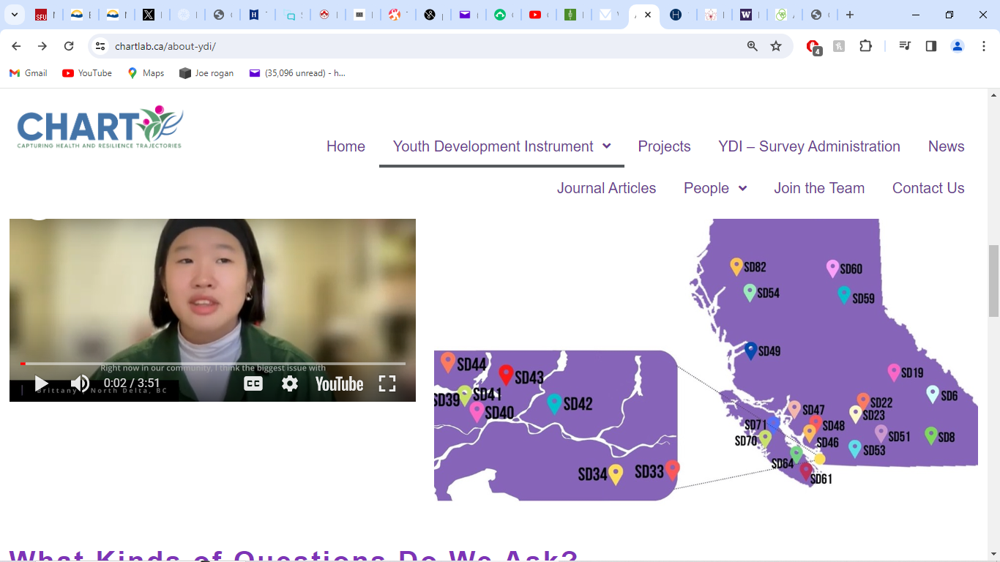 chartlab.ca/about-ydi/
4
Gmail
YouTube
Maps
Joe rogan
(35,096 unread) - h...
CHART
CAPTURING HEALTH AND RESILIENCE TRAJECTORIES
Home
Youth Development Instrument
Projects
YDI – Survey Administration
News
Journal Articles
People
Join the Team
Contact Us
Right now in our community, I think the biggest issue with
0:02 / 3:51
CC
YouTube
Brittany, North Delta, BC
SD82
SD60
SD54
SD59
SD49
SD19
SD6
SD22
SD47
SD23
SD71
SD48
SD70
SD46
SD51
SD8
SD53
SD64
SD61
SD44
SD43
SD39
SD41
SD40
SD42
SD34
SD33
What Kinds of Questions Do We Ask?